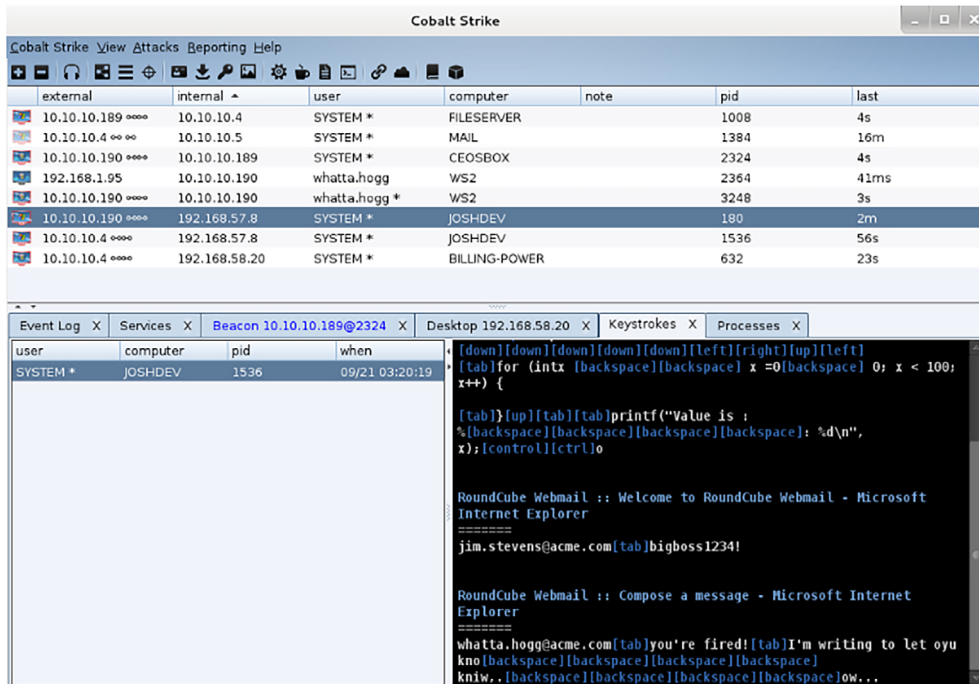 Cobalt Strike
Cobalt Strike View Attacks Reporting Help
external internal user computer note pid last
10.10.10.189 10.10.10.4 SYSTEM * FILESERVER 1008 4s
10.10.10.4 10.10.10.5 SYSTEM * MAIL 1384 16m
10.10.10.190 10.10.10.189 SYSTEM * CEOSBOX 2324 4s
192.168.1.95 10.10.10.190 whatta.hogg WS2 2364 41ms
10.10.10.190 10.10.10.190 whatta.hogg * WS2 3248 3s
10.10.10.190 192.168.57.8 SYSTEM * JOSHDEV 180 2m
10.10.10.4 192.168.57.8 SYSTEM * JOSHDEV 1536 56s
10.10.10.4 192.168.58.20 SYSTEM * BILLING-POWER 632 23s
Event Log X Services X Beacon 10.10.10.189@2324 X Desktop 192.168.58.20 X Keystrokes X Processes X
user computer pid when
SYSTEM * JOSHDEV 1536 09/21 03:20:19
[down][down][down][down][down][left][right][up][left]
[tab]for (intx [backspace][backspace] x =0[backspace] 0; x < 100;
x++) {
[tab]}[up][tab][tab]printf("Value is :
%[backspace][backspace][backspace][backspace]: %d\n",
x);[control][ctrl]o
RoundCube Webmail :: Welcome to RoundCube Webmail - Microsoft
Internet Explorer
=======
jim.stevens@acme.com[tab]bigboss1234!
RoundCube Webmail :: Compose a message - Microsoft Internet
Explorer
=======
whatta.hogg@acme.com[tab]you're fired![tab]I'm writing to let oyu
kno[backspace][backspace][backspace][backspace]
kniw,.[backspace][backspace][backspace][backspace]ow...